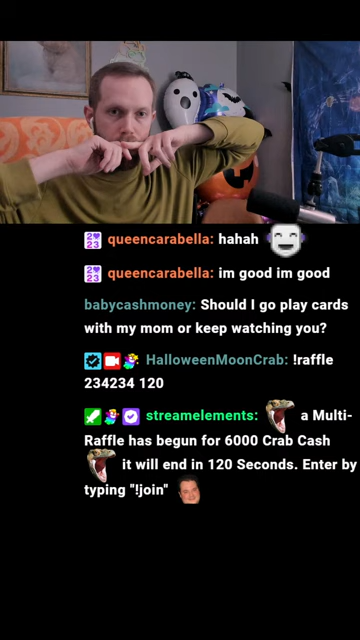 queencarabella: hahah
queencarabella: im good im good
babycashmoney: Should I go play cards
with my mom or keep watching you?
HalloweenMoonCrab: !raffle
234234 120
streamelements: a Multi-
Raffle has begun for 6000 Crab Cash
it will end in 120 Seconds. Enter by
typing "!join"